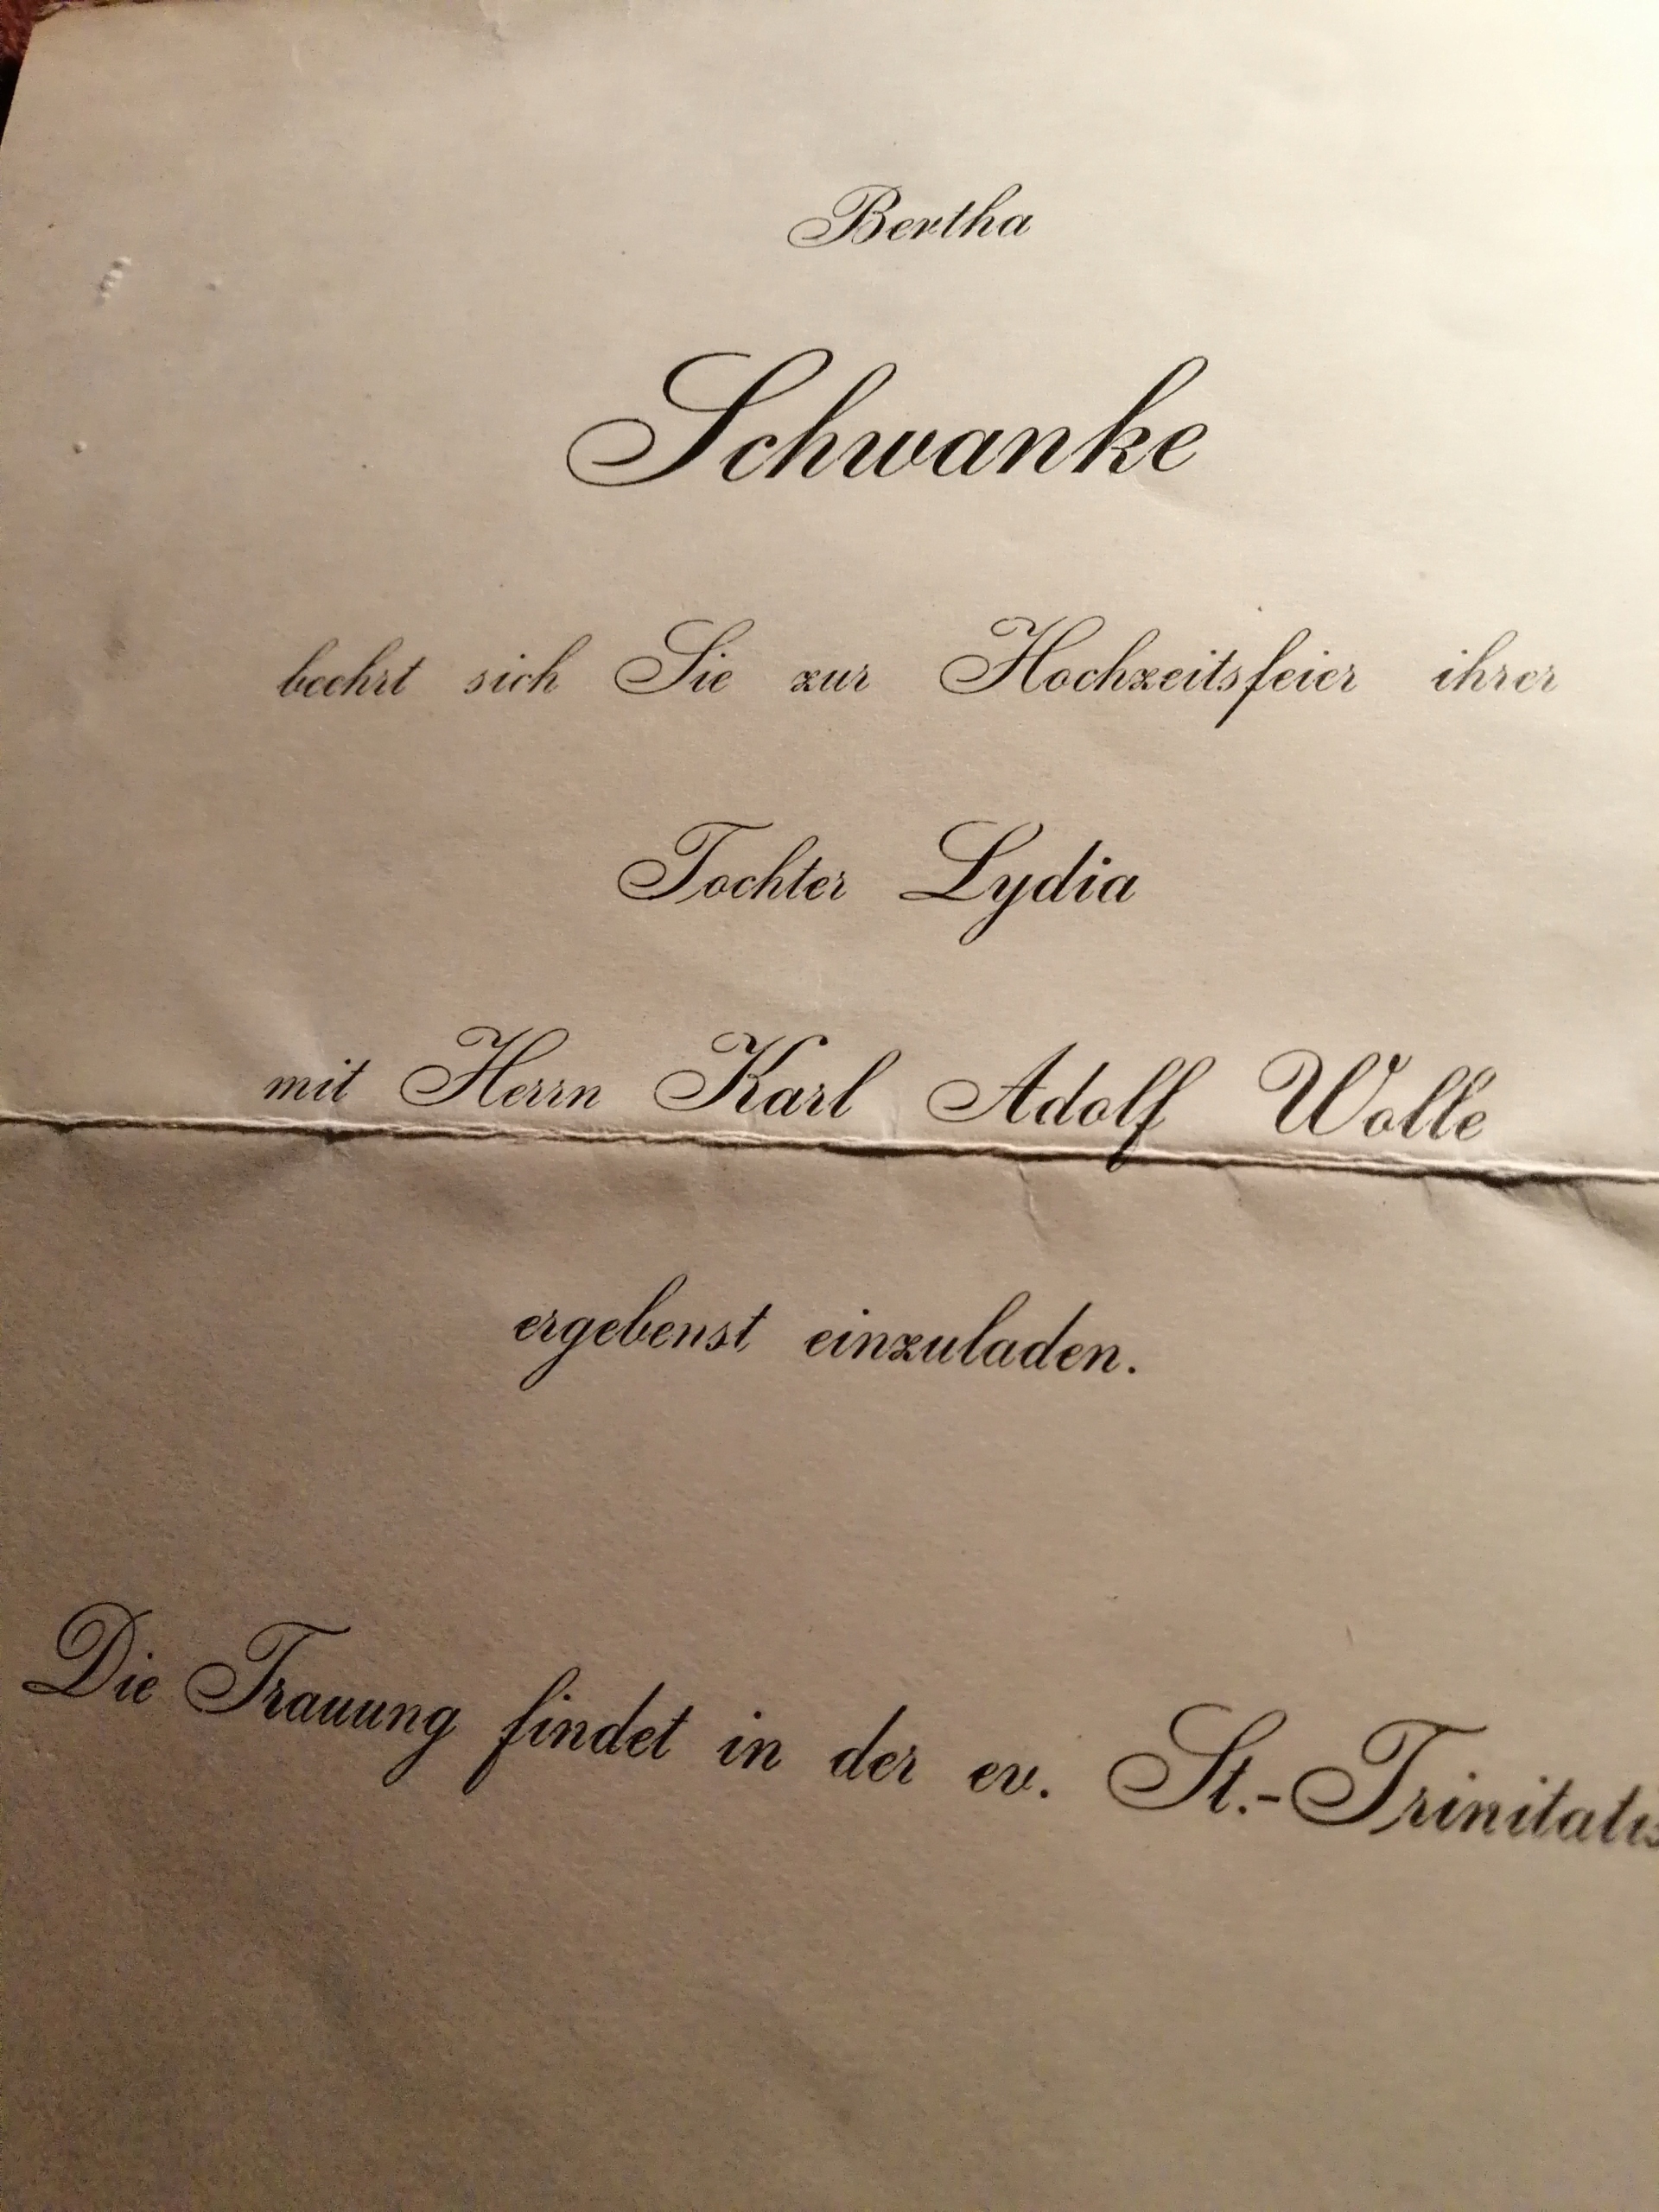 Bertha
Schwanke
beehrt sich Sie zur Hochzeitsfeier ihrer
Tochter Lydia
mit Herrn Karl Adolf Wolle
ergebenst einzuladen.
Die Trauung findet in der ev. St.-Trinitatis